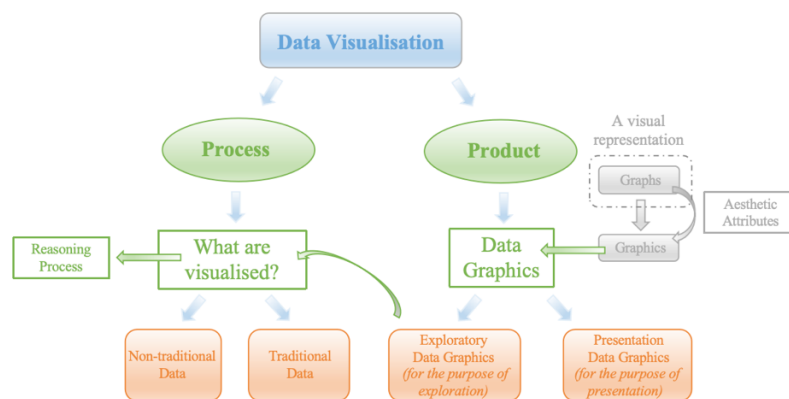 Data Visualisation
Process
Product
A visual
representation
Graphs
Aesthetic
Attributes
Graphics
Reasoning
Process
What are
visualised?
Data
Graphics
Non-traditional
Data
Traditional
Data
Exploratory
Data Graphics
(for the purpose of
exploration)
Presentation
Data Graphics
(for the purpose of
presentation)